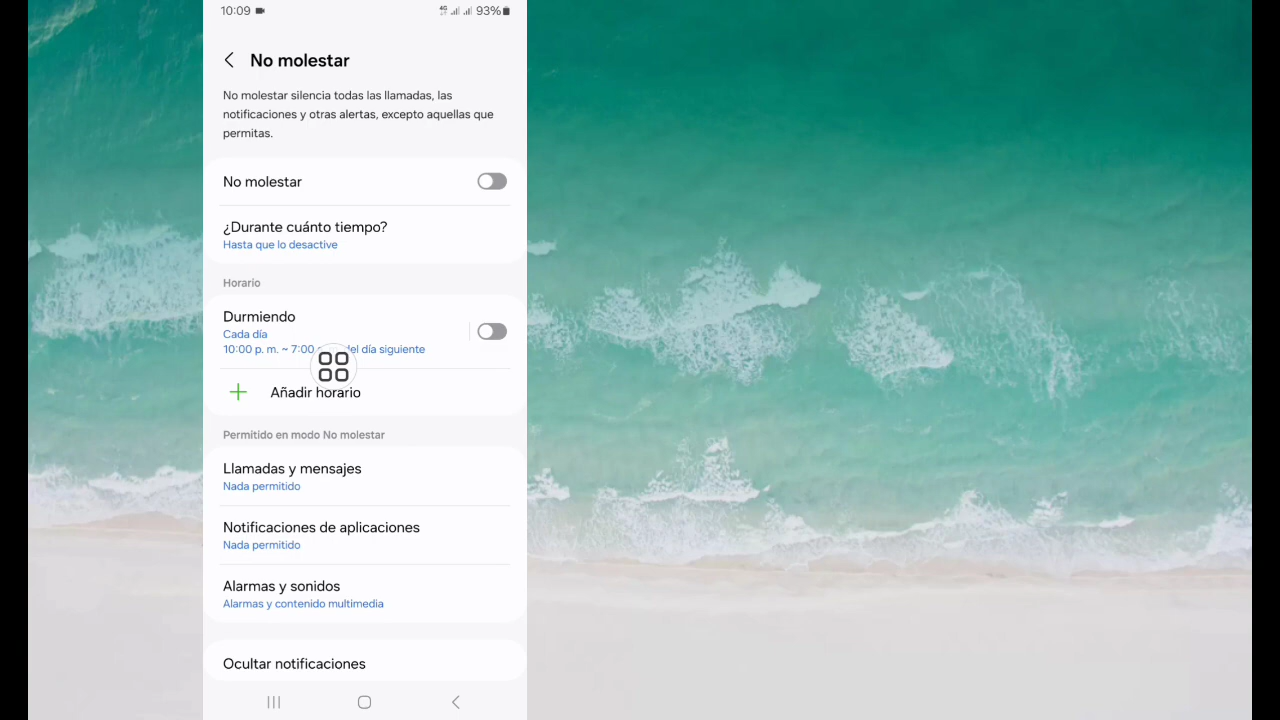 10:09
4G
93%
No molestar
No molestar silencia todas las llamadas, las
notificaciones y otras alertas, excepto aquellas que
permitas.
No molestar
¿Durante cuánto tiempo?
Hasta que lo desactive
Horario
Durmiendo
Cada día
10:00 p. m. ~ 7:00 del día siguiente
Añadir horario
Permitido en modo No molestar
Llamadas y mensajes
Nada permitido
Notificaciones de aplicaciones
Nada permitido
Alarmas y sonidos
Alarmas y contenido multimedia
Ocultar notificaciones